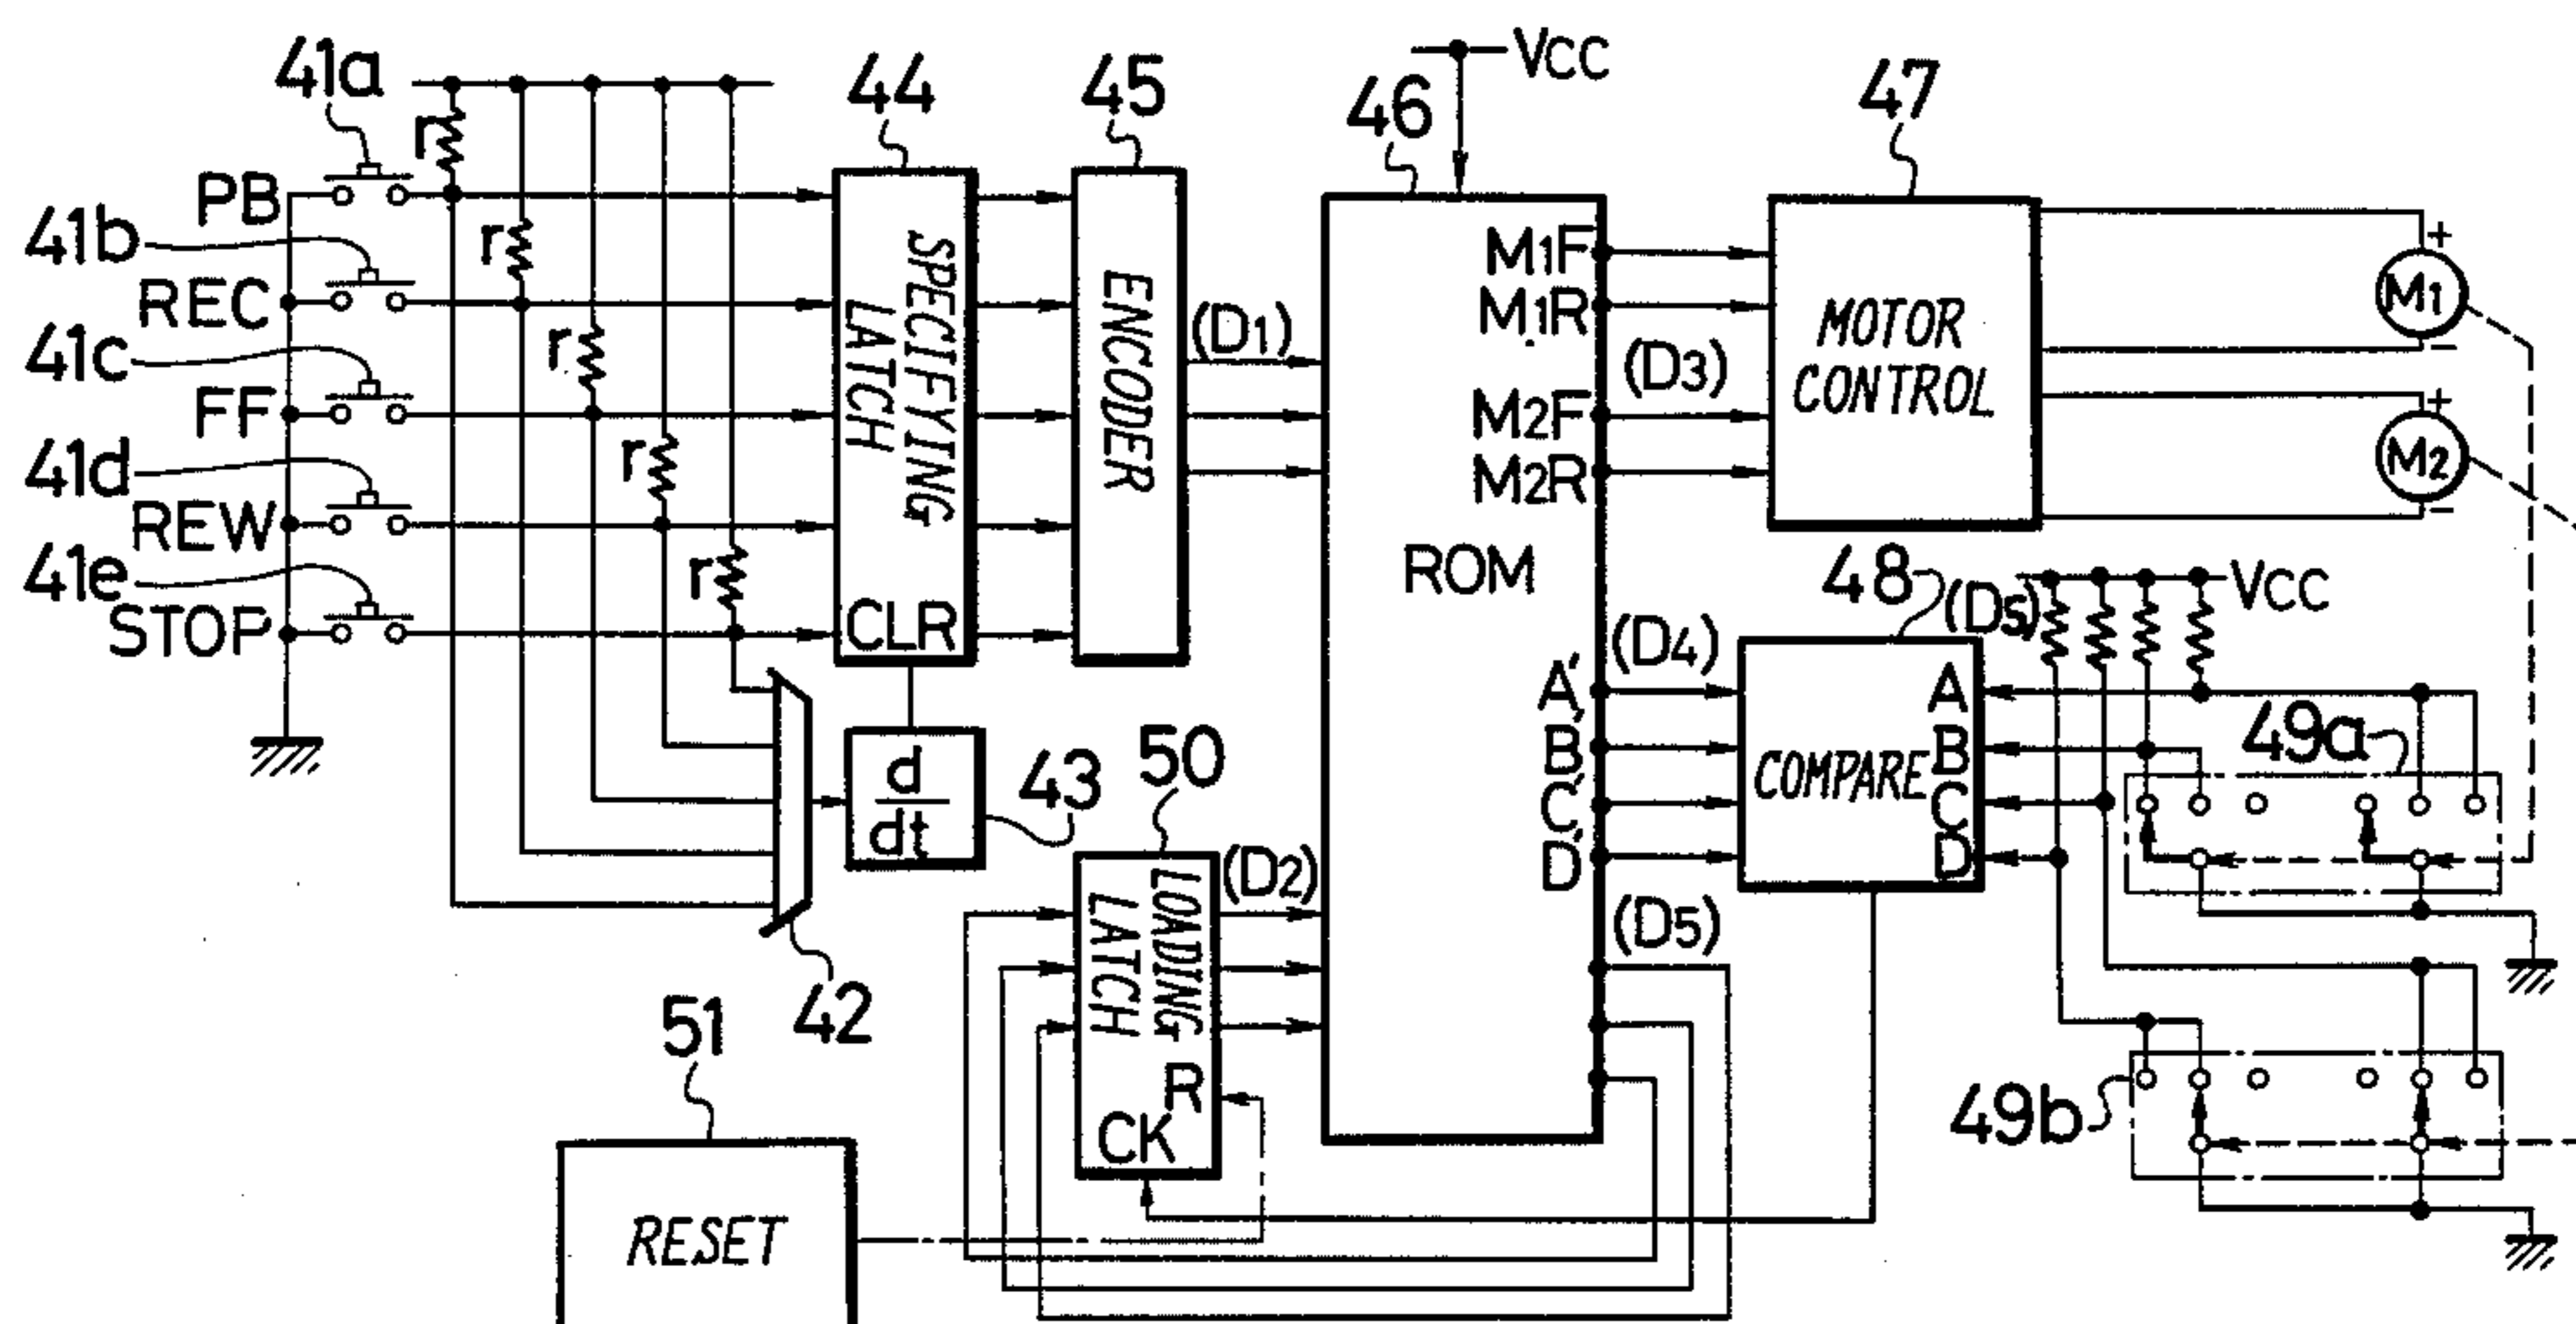 41a
44
45
46
VCC
47
r
PB
41b
REC
r
41c
FF
r
41d
REW
r
41e
STOP
r
SPECIFYING
LATCH
CLR
ENCODER
(D1)
M1F
M1R
M2F
M2R
(D3)
ROM
MOTOR
CONTROL
+
M1
−
+
M2
−
48
(Ds)
VCC
(D4)
A'
B'
C'
D'
COMPARE
A
B
C
D
49a
d
dt
43
42
50
LOADING
LATCH
(D2)
R
CK
(D5)
49b
51
RESET